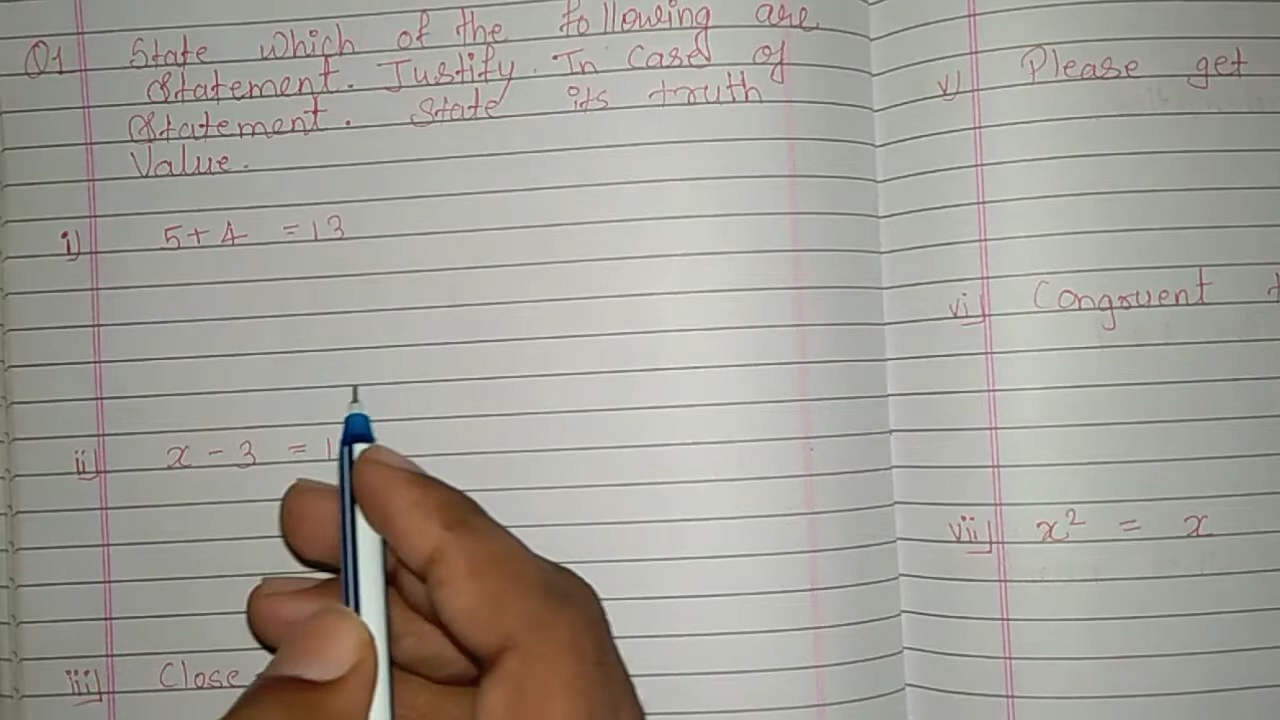 Q1 State which of the following are
Statement. Justify. In Case of
Statement. State its truth
Value.
i) 5+4 =13
ii) x - 3 = 1
iii) Close
v) Please get
vi) Congruent
vii) x² = x